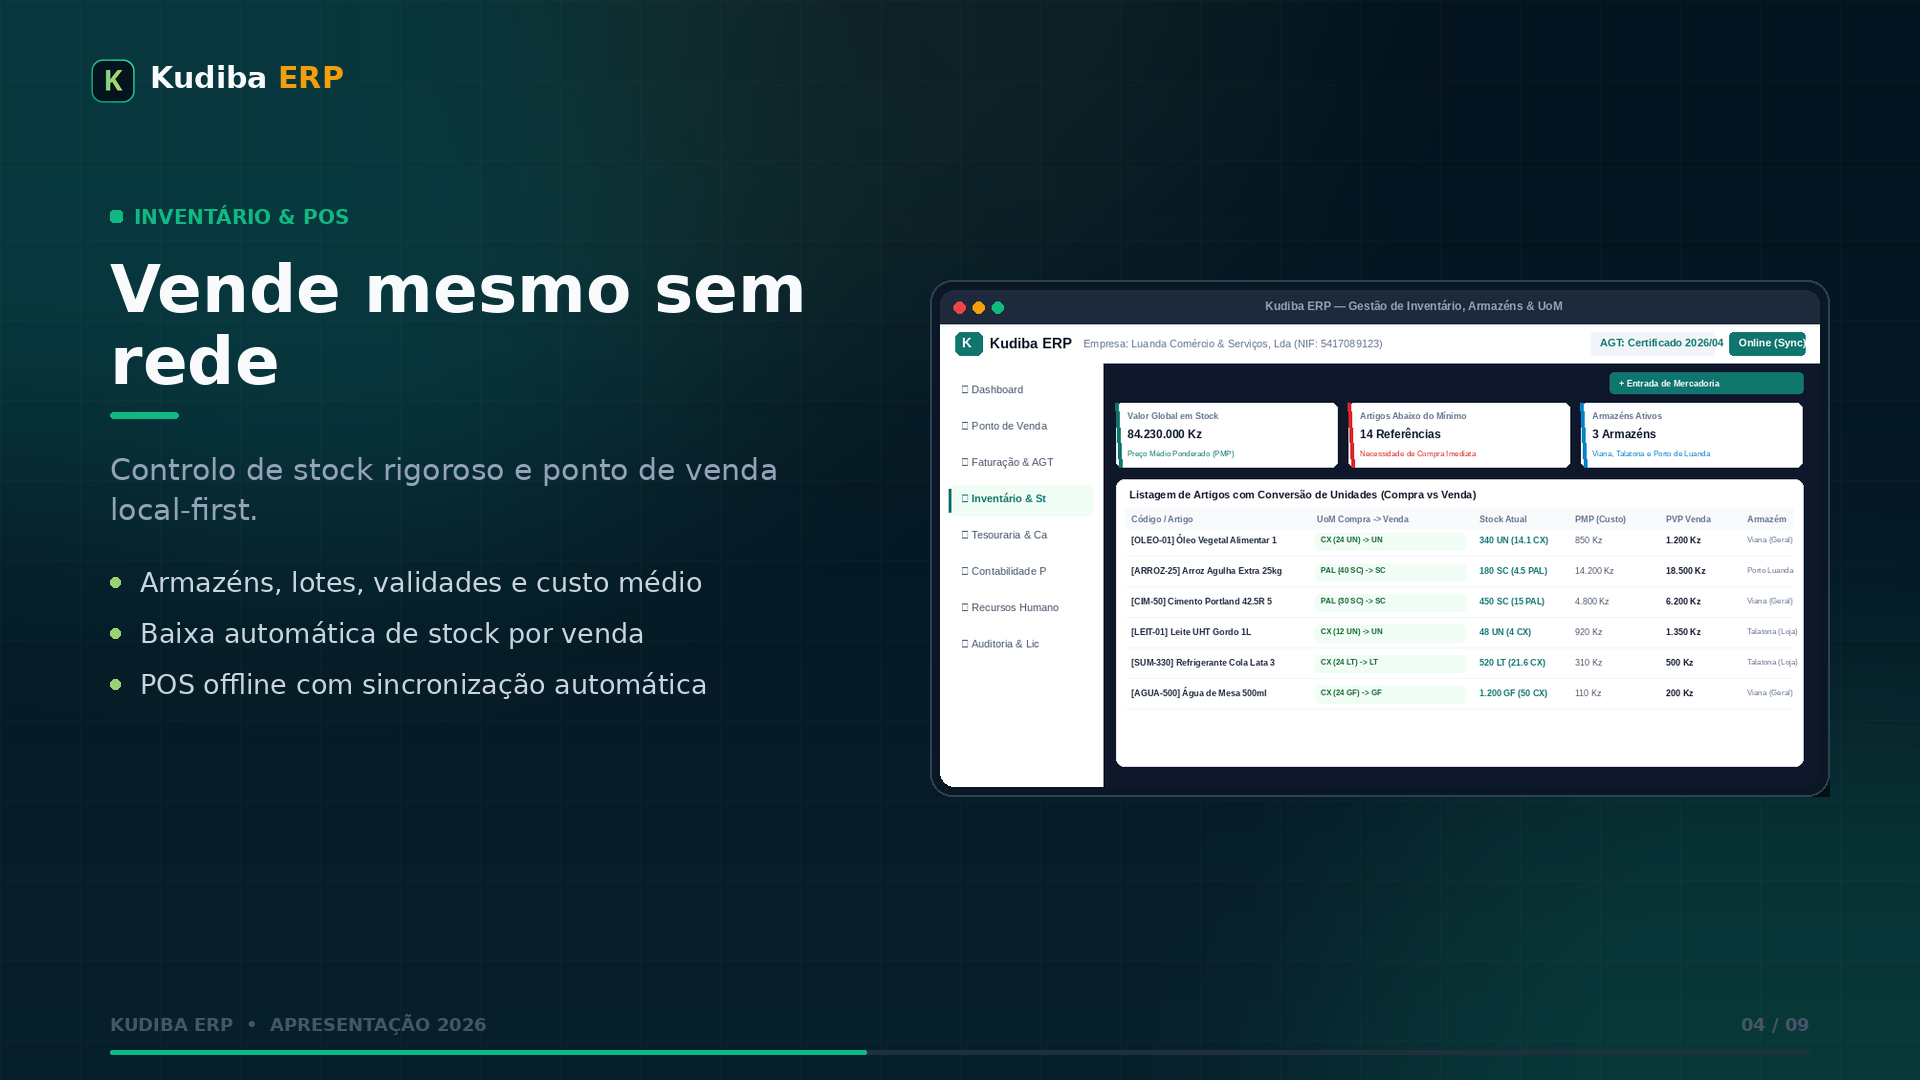 K Kudiba ERP
INVENTÁRIO & POS
Vende mesmo sem
rede
Controlo de stock rigoroso e ponto de venda
local-first.
Armazéns, lotes, validades e custo médio
Baixa automática de stock por venda
POS offline com sincronização automática
Kudiba ERP — Gestão de Inventário, Armazéns & UoM
K Kudiba ERP Empresa: Luanda Comércio & Serviços, Lda (NIF: 5417089123) AGT: Certificado 2026/04 Online (Sync)
Dashboard
Ponto de Venda
Faturação & AGT
Inventário & St
Tesouraria & Ca
Contabilidade P
Recursos Humano
Auditoria & Lic
+ Entrada de Mercadoria
Valor Global em Stock
84.230.000 Kz
Preço Médio Ponderado (PMP)
Artigos Abaixo do Mínimo
14 Referências
Necessidade de Compra Imediata
Armazéns Ativos
3 Armazéns
Viana, Talatona e Porto de Luanda
Listagem de Artigos com Conversão de Unidades (Compra vs Venda)
Código / Artigo UoM Compra -> Venda Stock Atual PMP (Custo) PVP Venda Armazém
[OLEO-01] Óleo Vegetal Alimentar 1 CX (24 UN) -> UN 340 UN (14.1 CX) 850 Kz 1.200 Kz Viana (Geral)
[ARROZ-25] Arroz Agulha Extra 25kg PAL (40 SC) -> SC 180 SC (4.5 PAL) 14.200 Kz 18.500 Kz Porto Luanda
[CIM-50] Cimento Portland 42.5R 5 PAL (30 SC) -> SC 450 SC (15 PAL) 4.800 Kz 6.200 Kz Viana (Geral)
[LEIT-01] Leite UHT Gordo 1L CX (12 UN) -> UN 48 UN (4 CX) 920 Kz 1.350 Kz Talatona (Loja)
[SUM-330] Refrigerante Cola Lata 3 CX (24 LT) -> LT 520 LT (21.6 CX) 310 Kz 500 Kz Talatona (Loja)
[AGUA-500] Água de Mesa 500ml CX (24 GF) -> GF 1.200 GF (50 CX) 110 Kz 200 Kz Viana (Geral)
KUDIBA ERP • APRESENTAÇÃO 2026
04 / 09